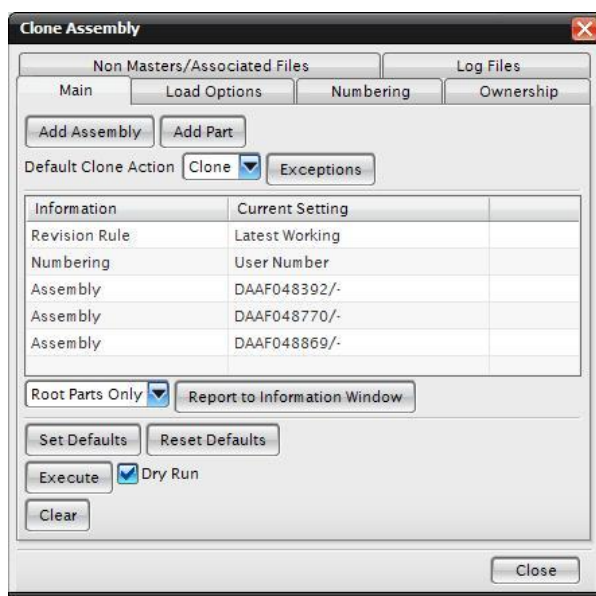 Clone Assembly
Non Masters/Associated Files Log Files
Main Load Options Numbering Ownership
Add Assembly Add Part
Default Clone Action Clone Exceptions
Information Current Setting
Revision Rule Latest Working
Numbering User Number
Assembly DAAF048392/-
Assembly DAAF048770/-
Assembly DAAF048869/-
Root Parts Only Report to Information Window
Set Defaults Reset Defaults
Execute Dry Run
Clear
Close